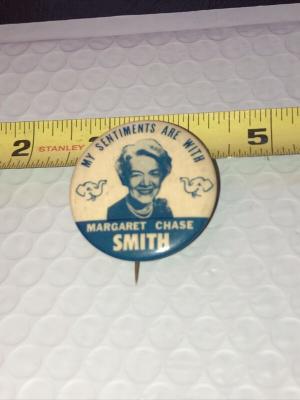 MY SENTIMENTS ARE WITH
MARGARET CHASE
SMITH
2 STANLEY 5